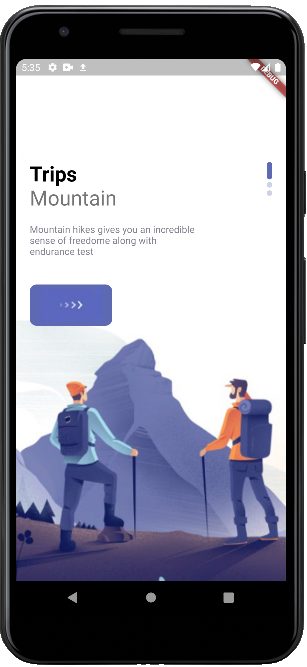 5:35
DEBUG
Trips
Mountain
Mountain hikes gives you an incredible
sense of freedome along with
endurance test